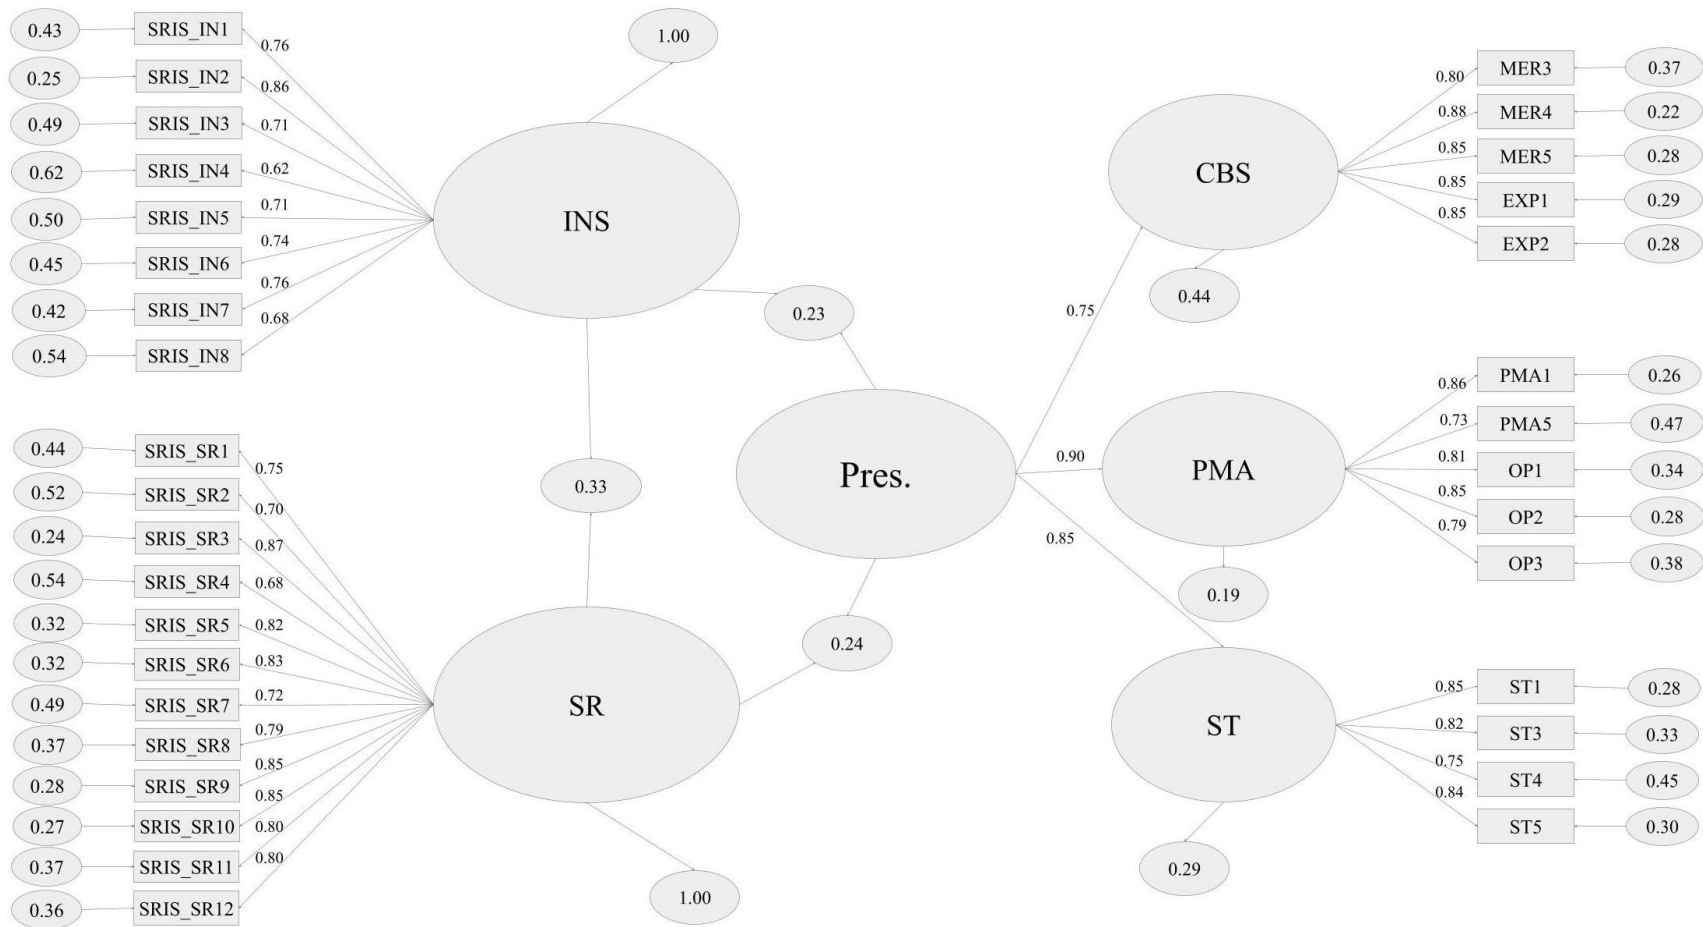 0.43 SRIS_IN1 0.76
0.25 SRIS_IN2 0.86
0.49 SRIS_IN3 0.71
0.62 SRIS_IN4 0.62
0.50 SRIS_IN5 0.71
0.45 SRIS_IN6 0.74
0.42 SRIS_IN7 0.76
0.54 SRIS_IN8 0.68
1.00
INS
0.23
0.33
0.44 SRIS_SR1 0.75
0.52 SRIS_SR2 0.70
0.24 SRIS_SR3 0.87
0.54 SRIS_SR4 0.68
0.32 SRIS_SR5 0.82
0.32 SRIS_SR6 0.83
0.49 SRIS_SR7 0.72
0.37 SRIS_SR8 0.79
0.28 SRIS_SR9 0.85
0.27 SRIS_SR10 0.85
0.37 SRIS_SR11 0.80
0.36 SRIS_SR12 0.80
SR
1.00
0.24
Pres.
0.75
0.90
0.85
CBS
0.44
0.80 MER3 0.37
0.88 MER4 0.22
0.85 MER5 0.28
0.85 EXP1 0.29
0.85 EXP2 0.28
PMA
0.19
0.86 PMA1 0.26
0.73 PMA5 0.47
0.81 OP1 0.34
0.85 OP2 0.28
0.79 OP3 0.38
ST
0.29
0.85 ST1 0.28
0.82 ST3 0.33
0.75 ST4 0.45
0.84 ST5 0.30